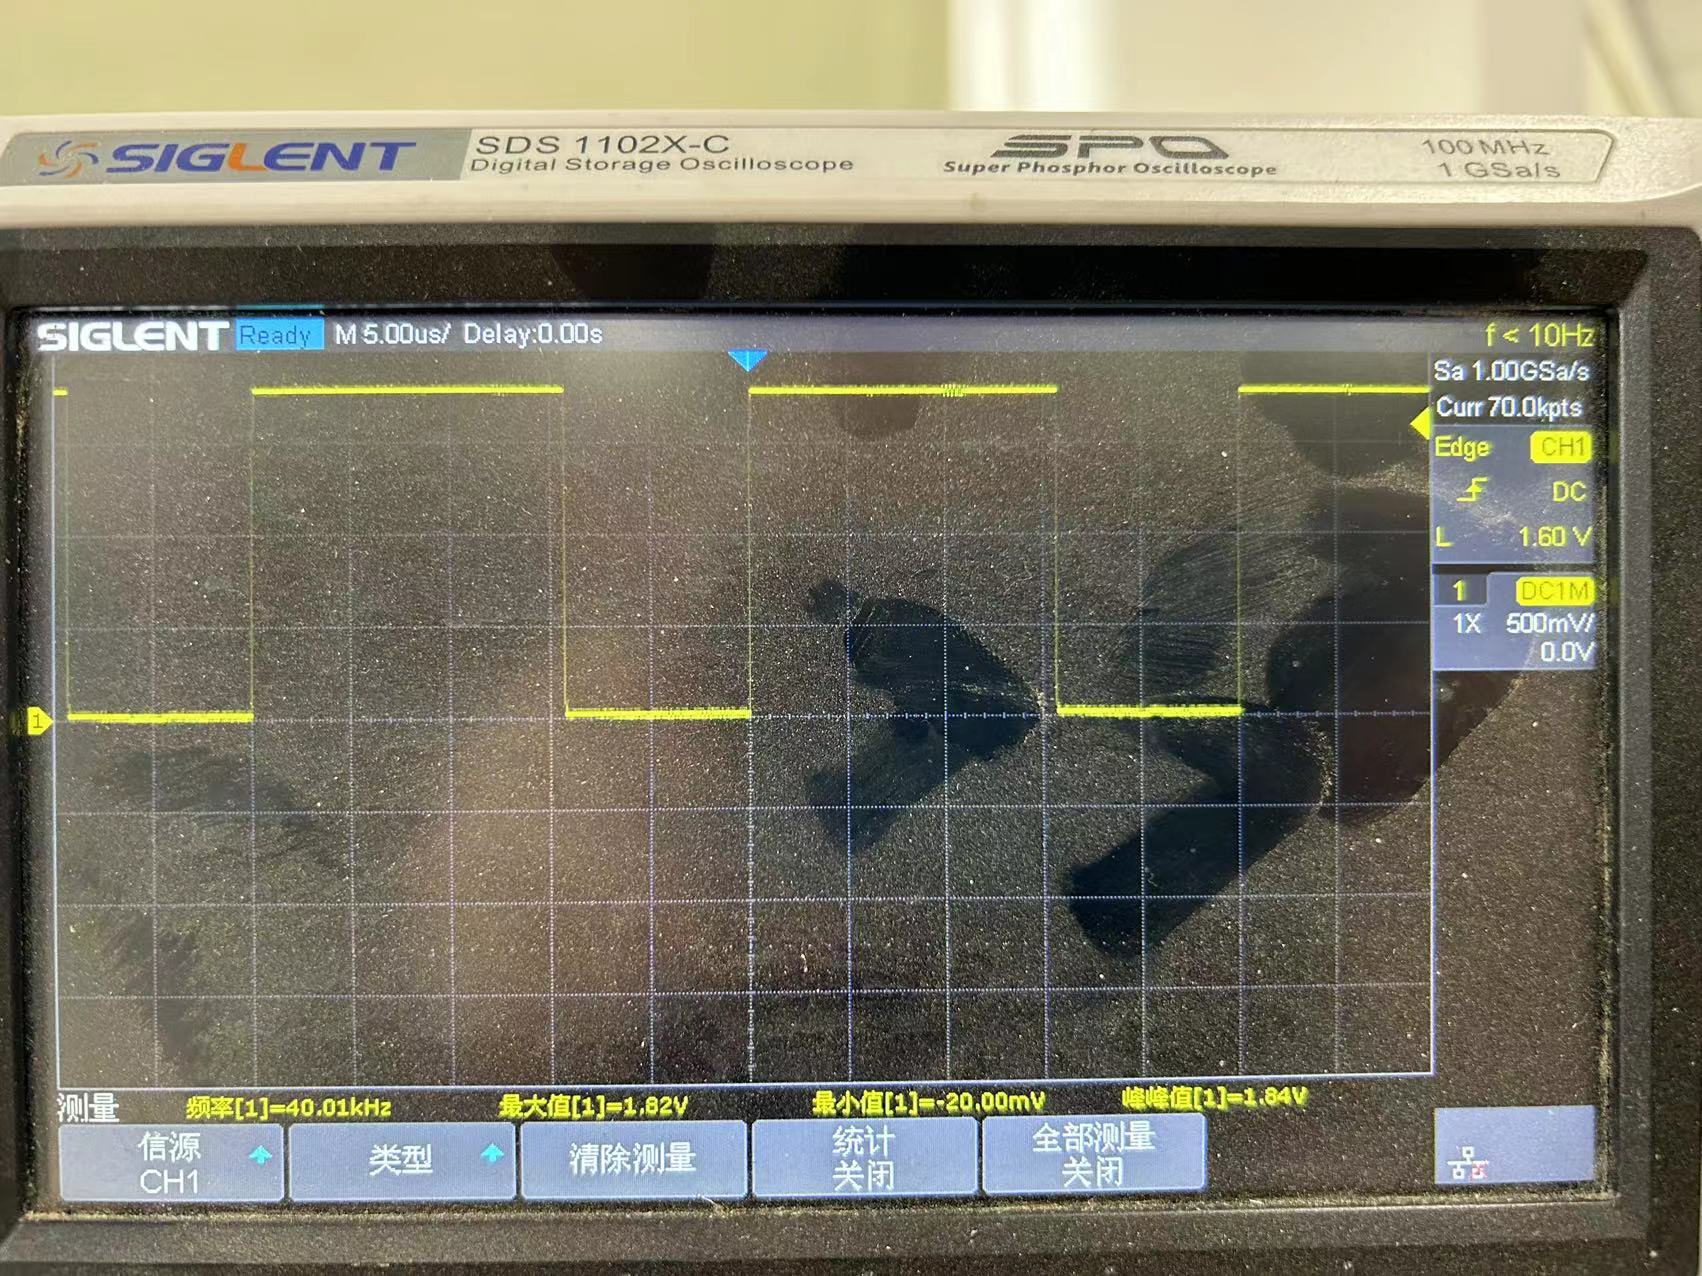 SIGLENT SDS 1102X-C SPO 100 MHz
Digital Storage Oscilloscope Super Phosphor Oscilloscope 1 GSa/s
SIGLENT Ready M 5.00us/ Delay:0.00s f < 10Hz
Sa 1.00GSa/s
Curr 70.0kpts
Edge CH1
DC
L 1.60 V
1 DC1M
1X 500mV/
0.0V
1
测量 频率[1]=40.01kHz 最大值[1]=1.82V 最小值[1]=-20.00mV 峰峰值[1]=1.84V
信源 类型 清除测量 统计 全部测量
CH1 关闭 关闭